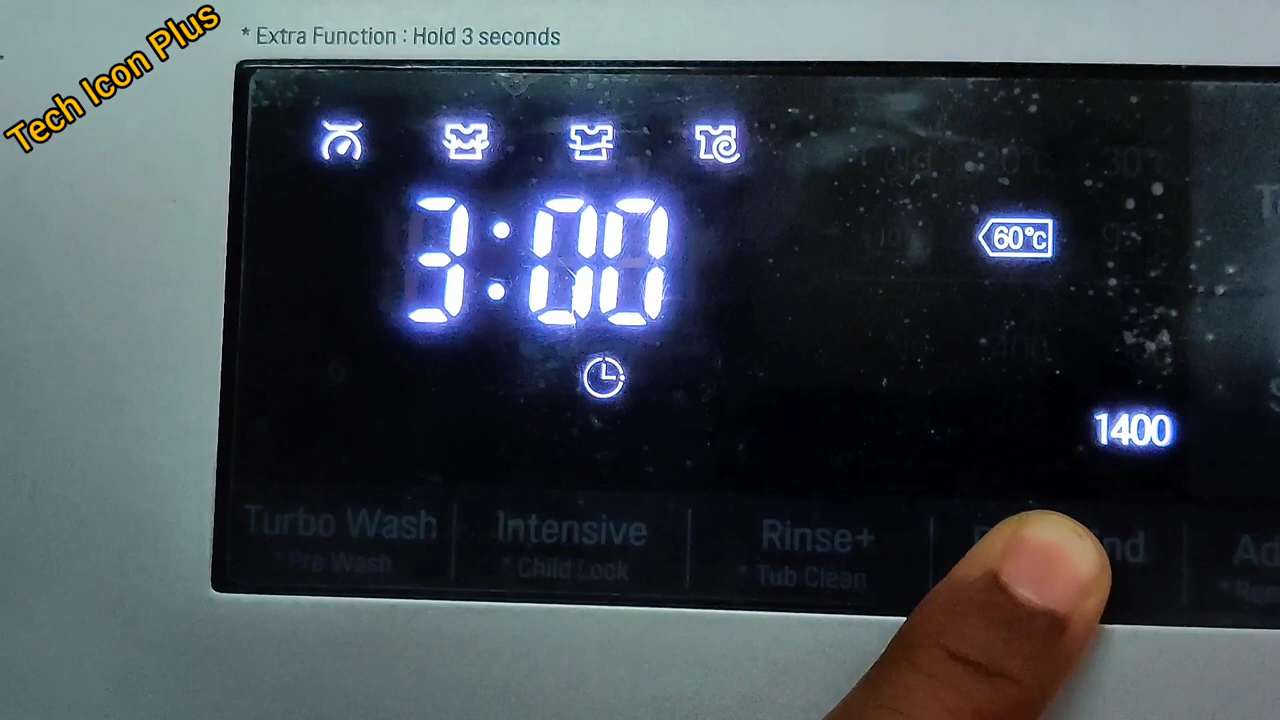 Tech Icon Plus
* Extra Function : Hold 3 seconds
3:00
60°c
1400
Turbo Wash
* Pre Wash
Intensive
* Child Lock
Rinse+
* Tub Clean